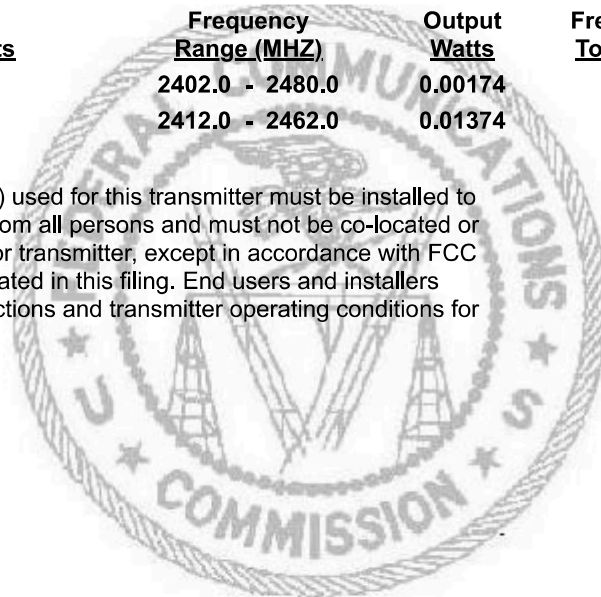 Frequency Output Fre
ts Range (MHZ) Watts To
2402.0 - 2480.0 0.00174
2412.0 - 2462.0 0.01374
) used for this transmitter must be installed to
om all persons and must not be co-located or
or transmitter, except in accordance with FCC
ated in this filing. End users and installers
ctions and transmitter operating conditions for
FEDERAL COMMUNICATIONS
U S
COMMISSION